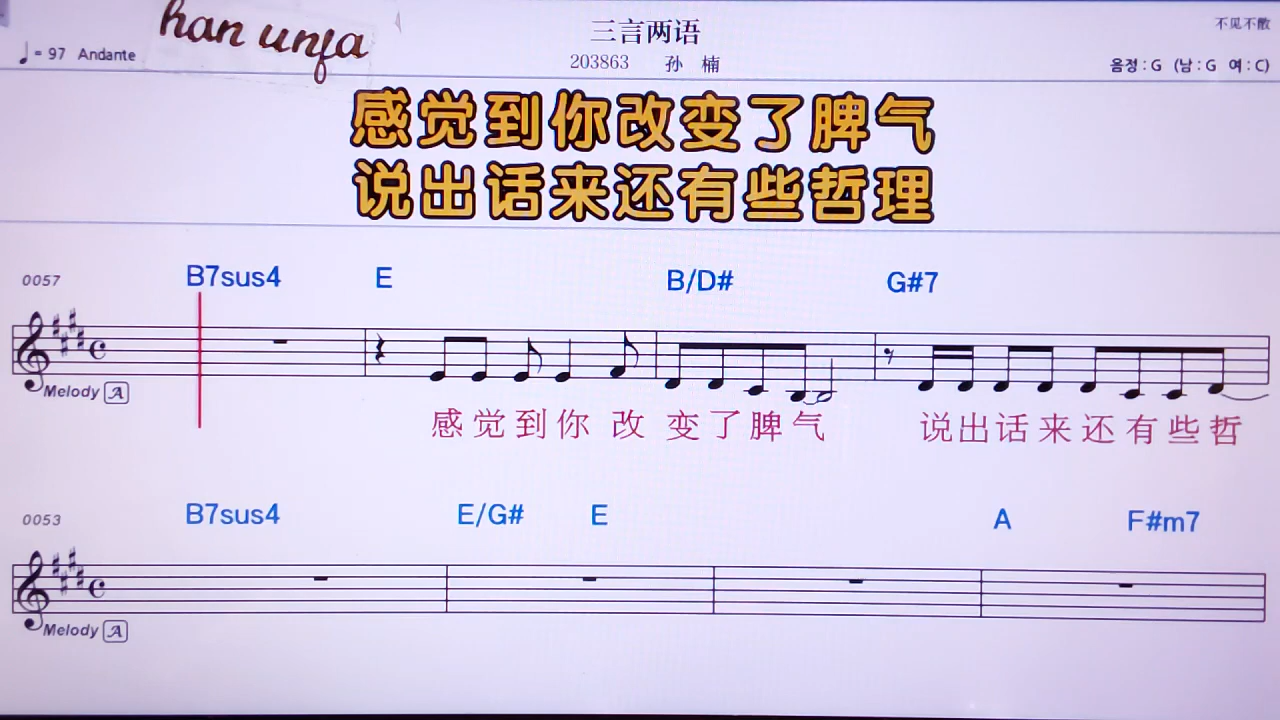 han unfa
三言两语
不见不散
♩= 97 Andante
203863 孙 楠
음정 : G (남 : G 여 : C)
感觉到你改变了脾气
说出话来还有些哲理
0057 B7sus4 E B/D# G#7
Melody A
感觉到你 改 变了脾气 说出话来还有些哲
0053 B7sus4 E/G# E A F#m7
Melody A